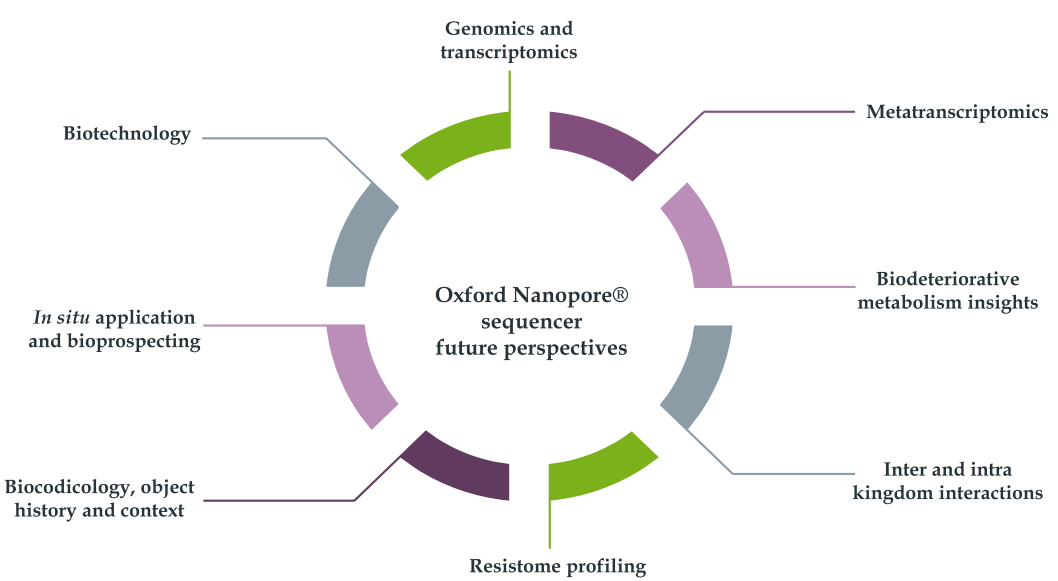 Genomics and
transcriptomics
Metatranscriptomics
Biotechnology
Biodeteriorative
metabolism insights
Oxford Nanopore®
sequencer
future perspectives
In situ application
and bioprospecting
Inter and intra
kingdom interactions
Biocodicology, object
history and context
Resistome profiling